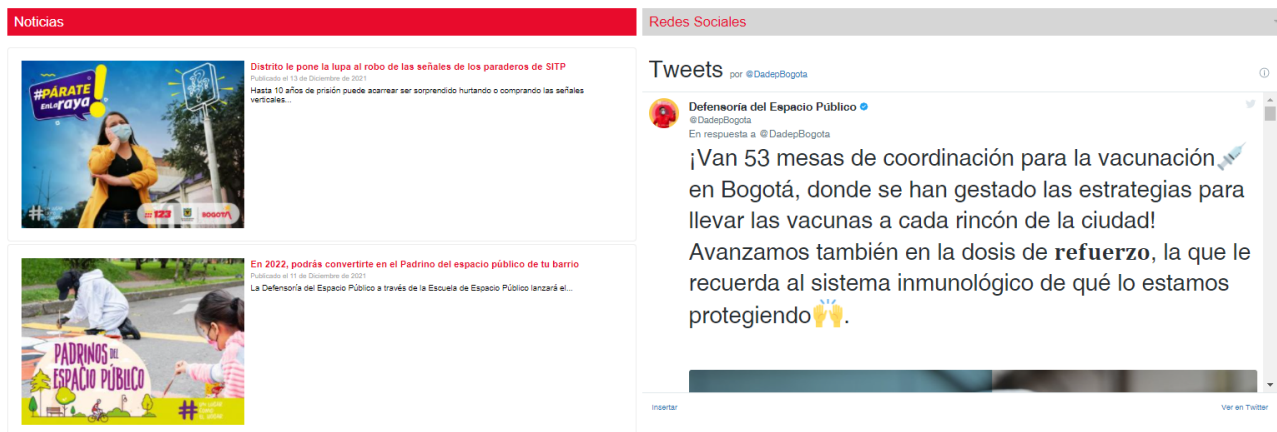 Noticias
#PÁRATE
EnLaraya
#
123
BOGOTÁ
Distrito le pone la lupa al robo de las señales de los paraderos de SITP
Publicado el 13 de Diciembre de 2021
Hasta 10 años de prisión puede acarrear ser sorprendido hurtando o comprando las señales
verticales...
PADRINOS DEL
ESPACIO PÚBLICO
#
En 2022, podrás convertirte en el Padrino del espacio público de tu barrio
Publicado el 11 de Diciembre de 2021
La Defensoría del Espacio Público a través de la Escuela de Espacio Público lanzará el...
Redes Sociales
Tweets por @DadepBogota
Defensoría del Espacio Público
@DadepBogota
En respuesta a @DadepBogota
¡Van 53 mesas de coordinación para la vacunación💉
en Bogotá, donde se han gestado las estrategias para
llevar las vacunas a cada rincón de la ciudad!
Avanzamos también en la dosis de refuerzo, la que le
recuerda al sistema inmunológico de qué lo estamos
protegiendo🙌.
Insertar
Ver en Twitter